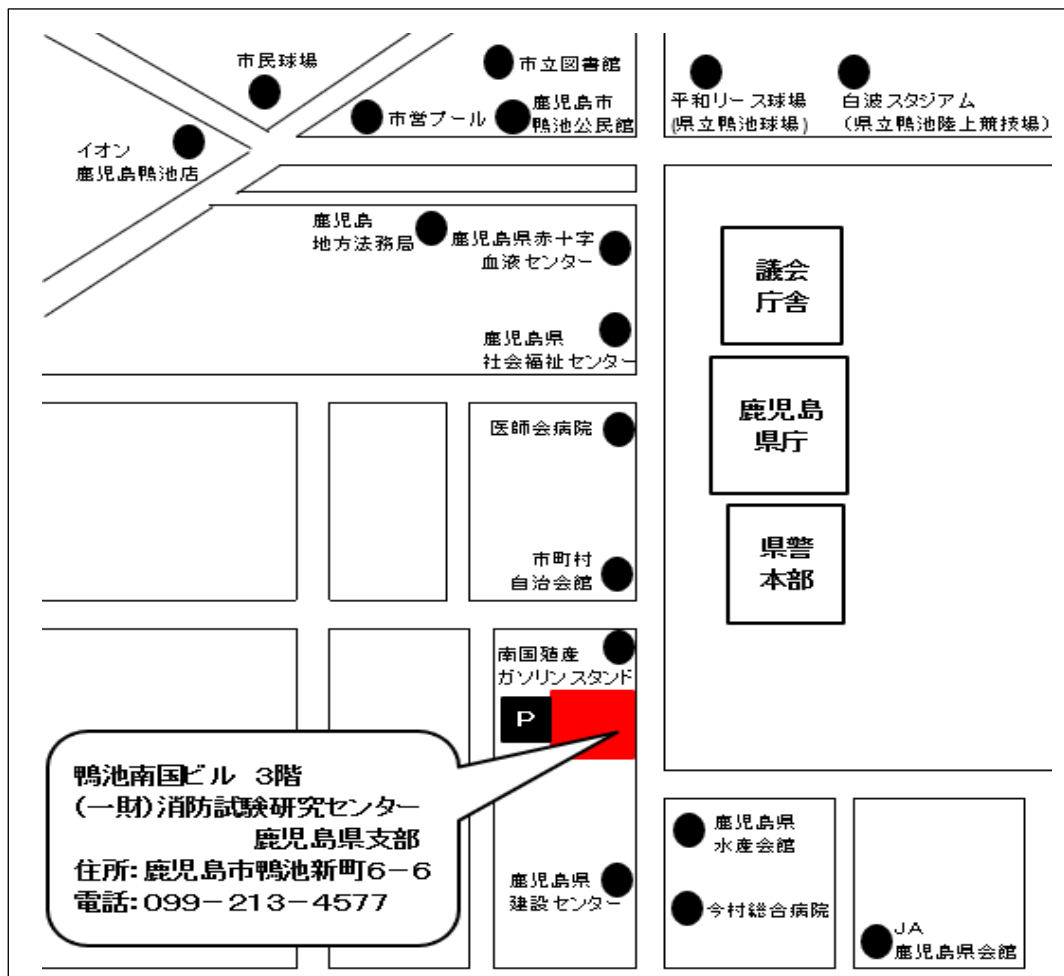 市民球場
市立図書館
市営プール
鹿児島市
鴨池公民館
平和リース球場
(県立鴨池球場)
白波スタジアム
(県立鴨池陸上競技場)
イオン
鹿児島鴨池店
鹿児島
地方法務局
鹿児島県赤十字
血液センター
鹿児島県
社会福祉センター
議会
庁舎
鹿児島
県庁
県警
本部
医師会病院
市町村
自治会館
南国殖産
ガソリンスタンド
P
鴨池南国ビル 3階
(一財)消防試験研究センター
鹿児島県支部
住所:鹿児島市鴨池新町6-6
電話:099-213-4577
鹿児島県
建設センター
鹿児島県
水産会館
今村総合病院
JA
鹿児島県会館